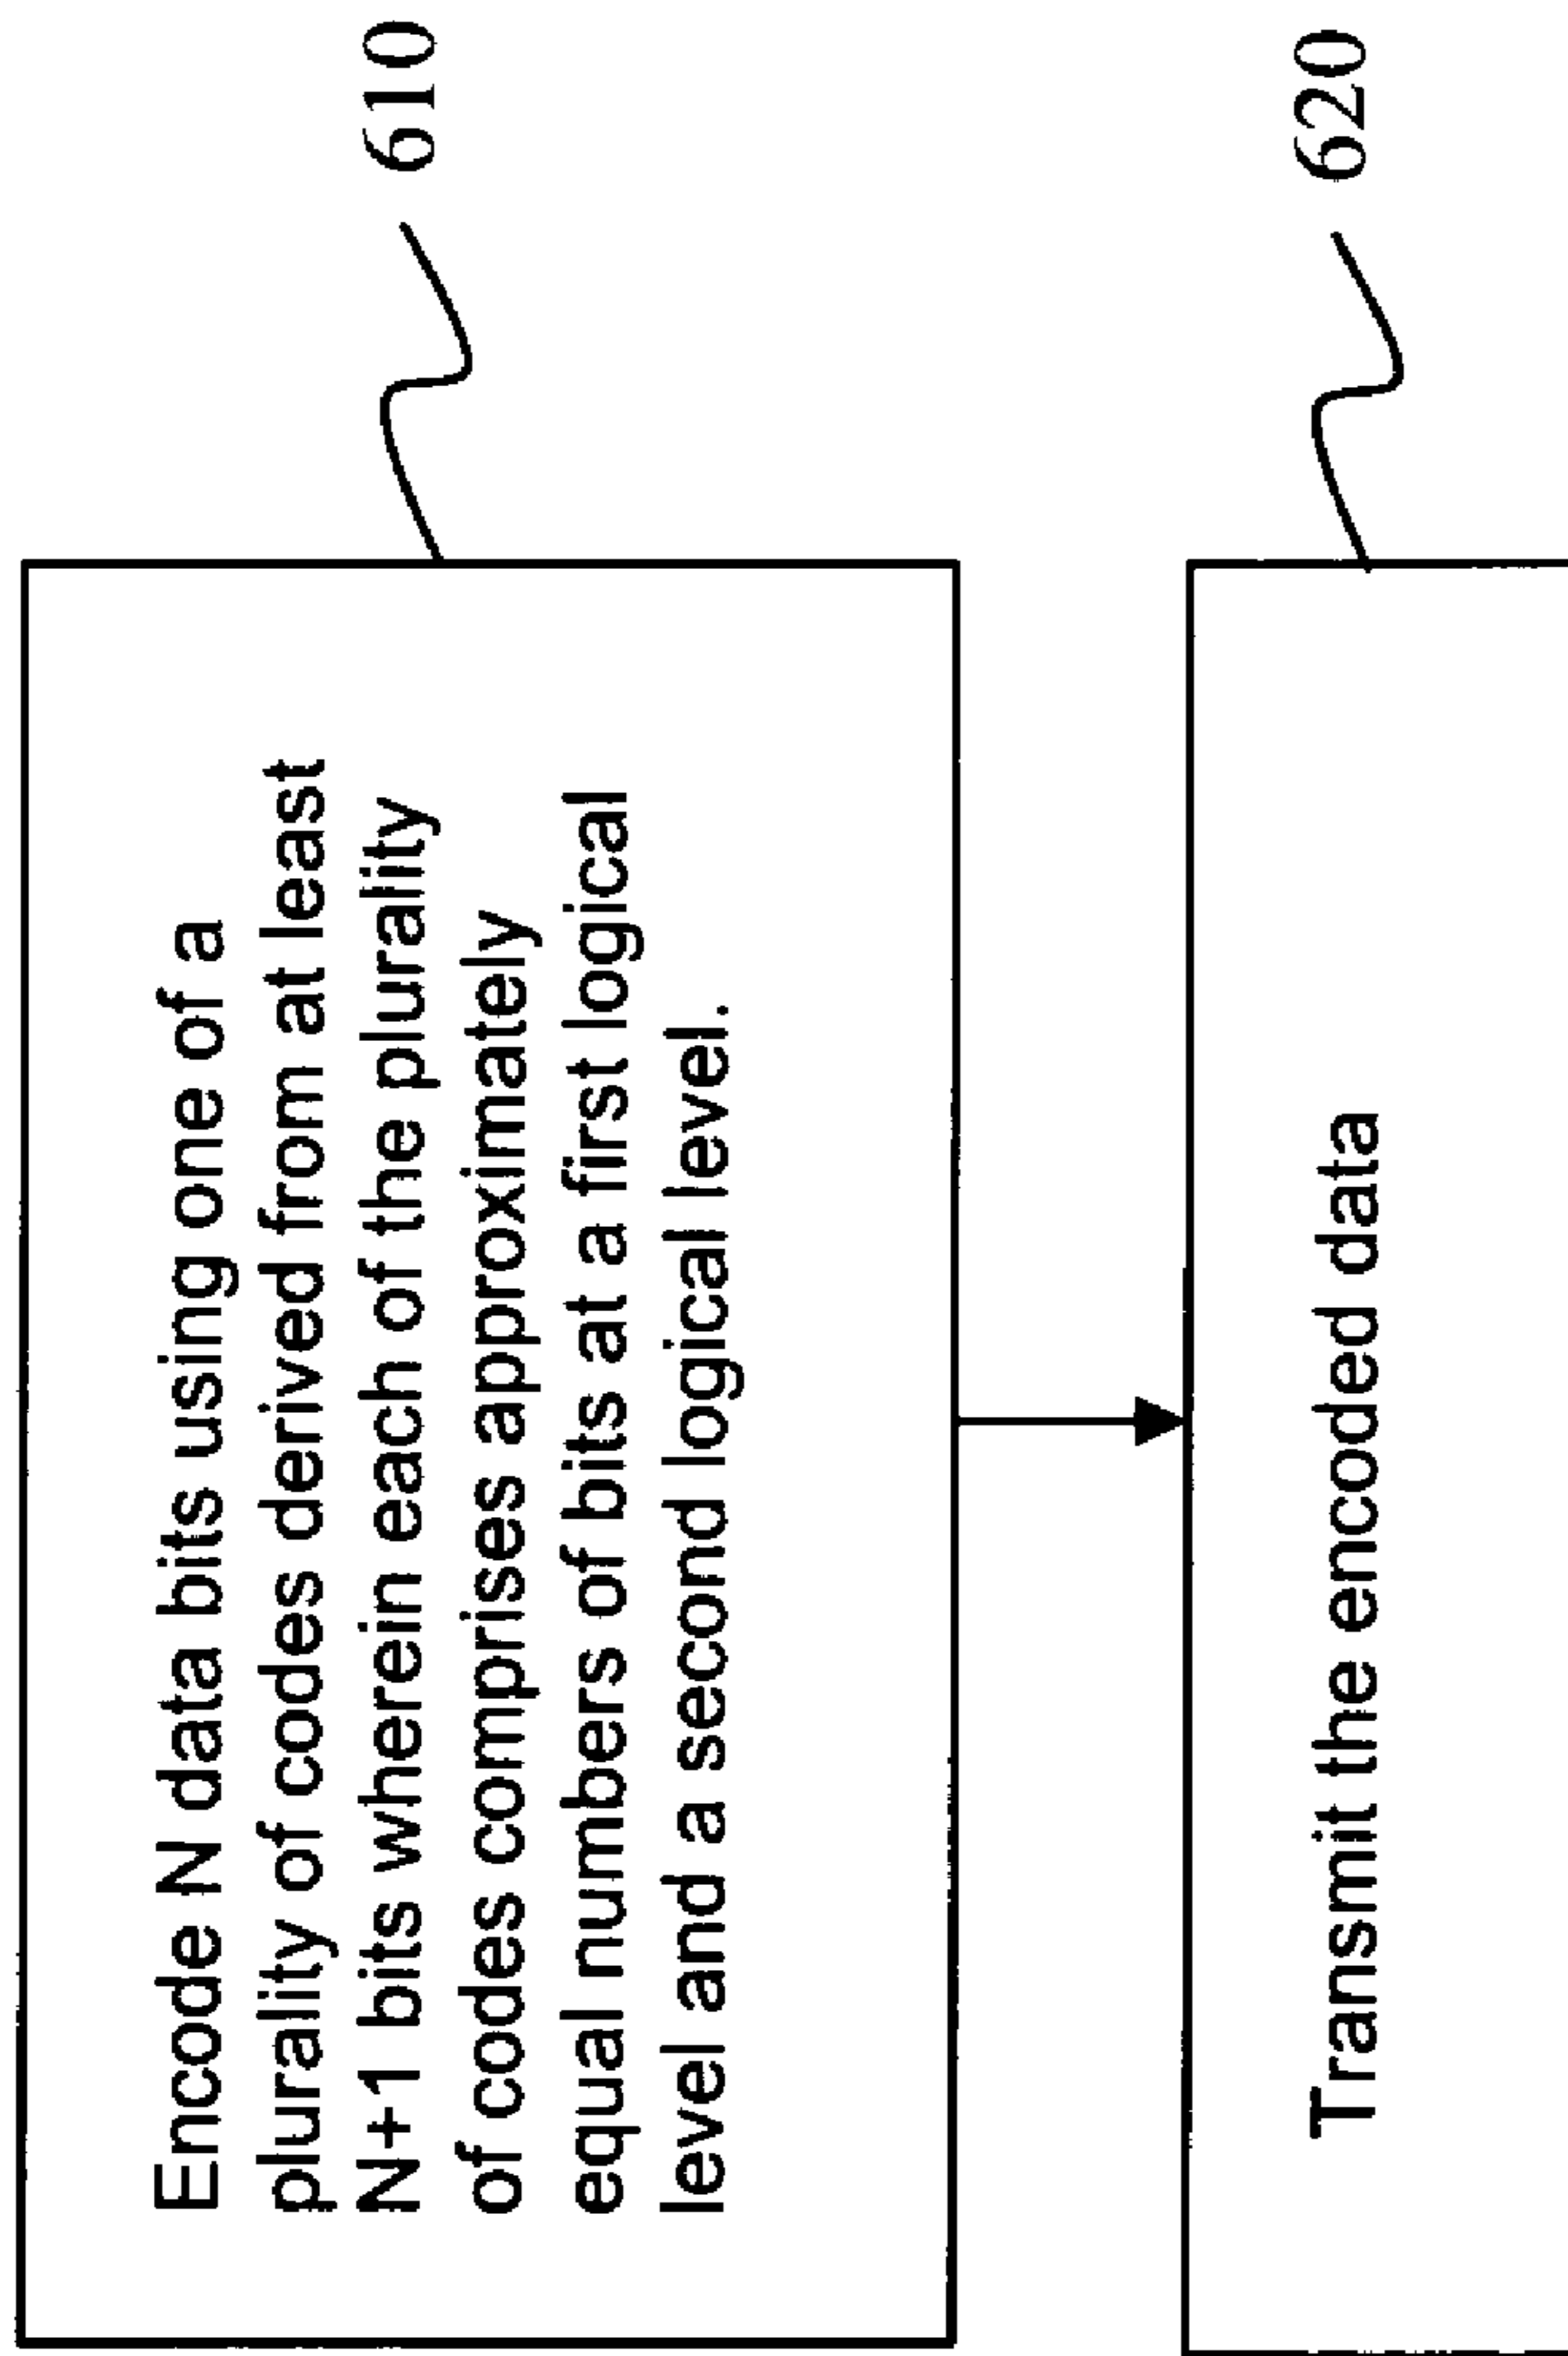 Encode N data bits using one of a
plurality of codes derived from at least
N+1 bits wherein each of the plurality
of codes comprises approximately
equal numbers of bits at a first logical
level and a second logical level.
610
Transmit the encoded data
620